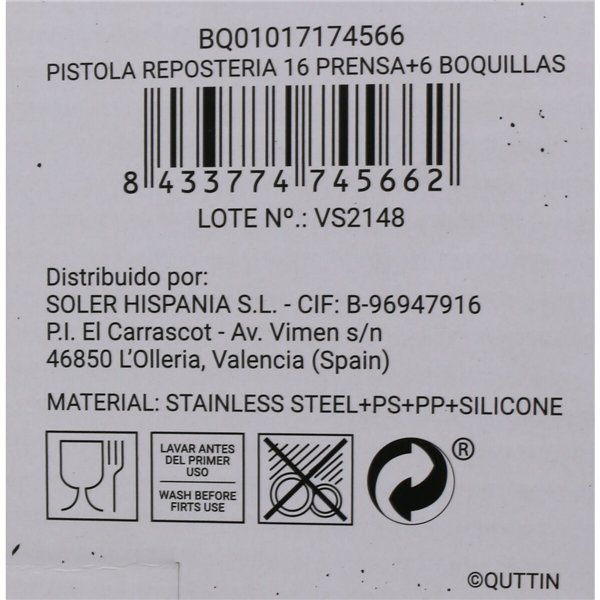 BQ01017174566
PISTOLA REPOSTERIA 16 PRENSA+6 BOQUILLAS
8 433774 745662
LOTE Nº.: VS2148
Distribuido por:
SOLER HISPANIA S.L. - CIF: B-96947916
P.I. El Carrascot - Av. Vimen s/n
46850 L’Olleria, Valencia (Spain)
MATERIAL: STAINLESS STEEL+PS+PP+SILICONE
LAVAR ANTES
DEL PRIMER
USO
WASH BEFORE
FIRTS USE
®
©QUTTIN